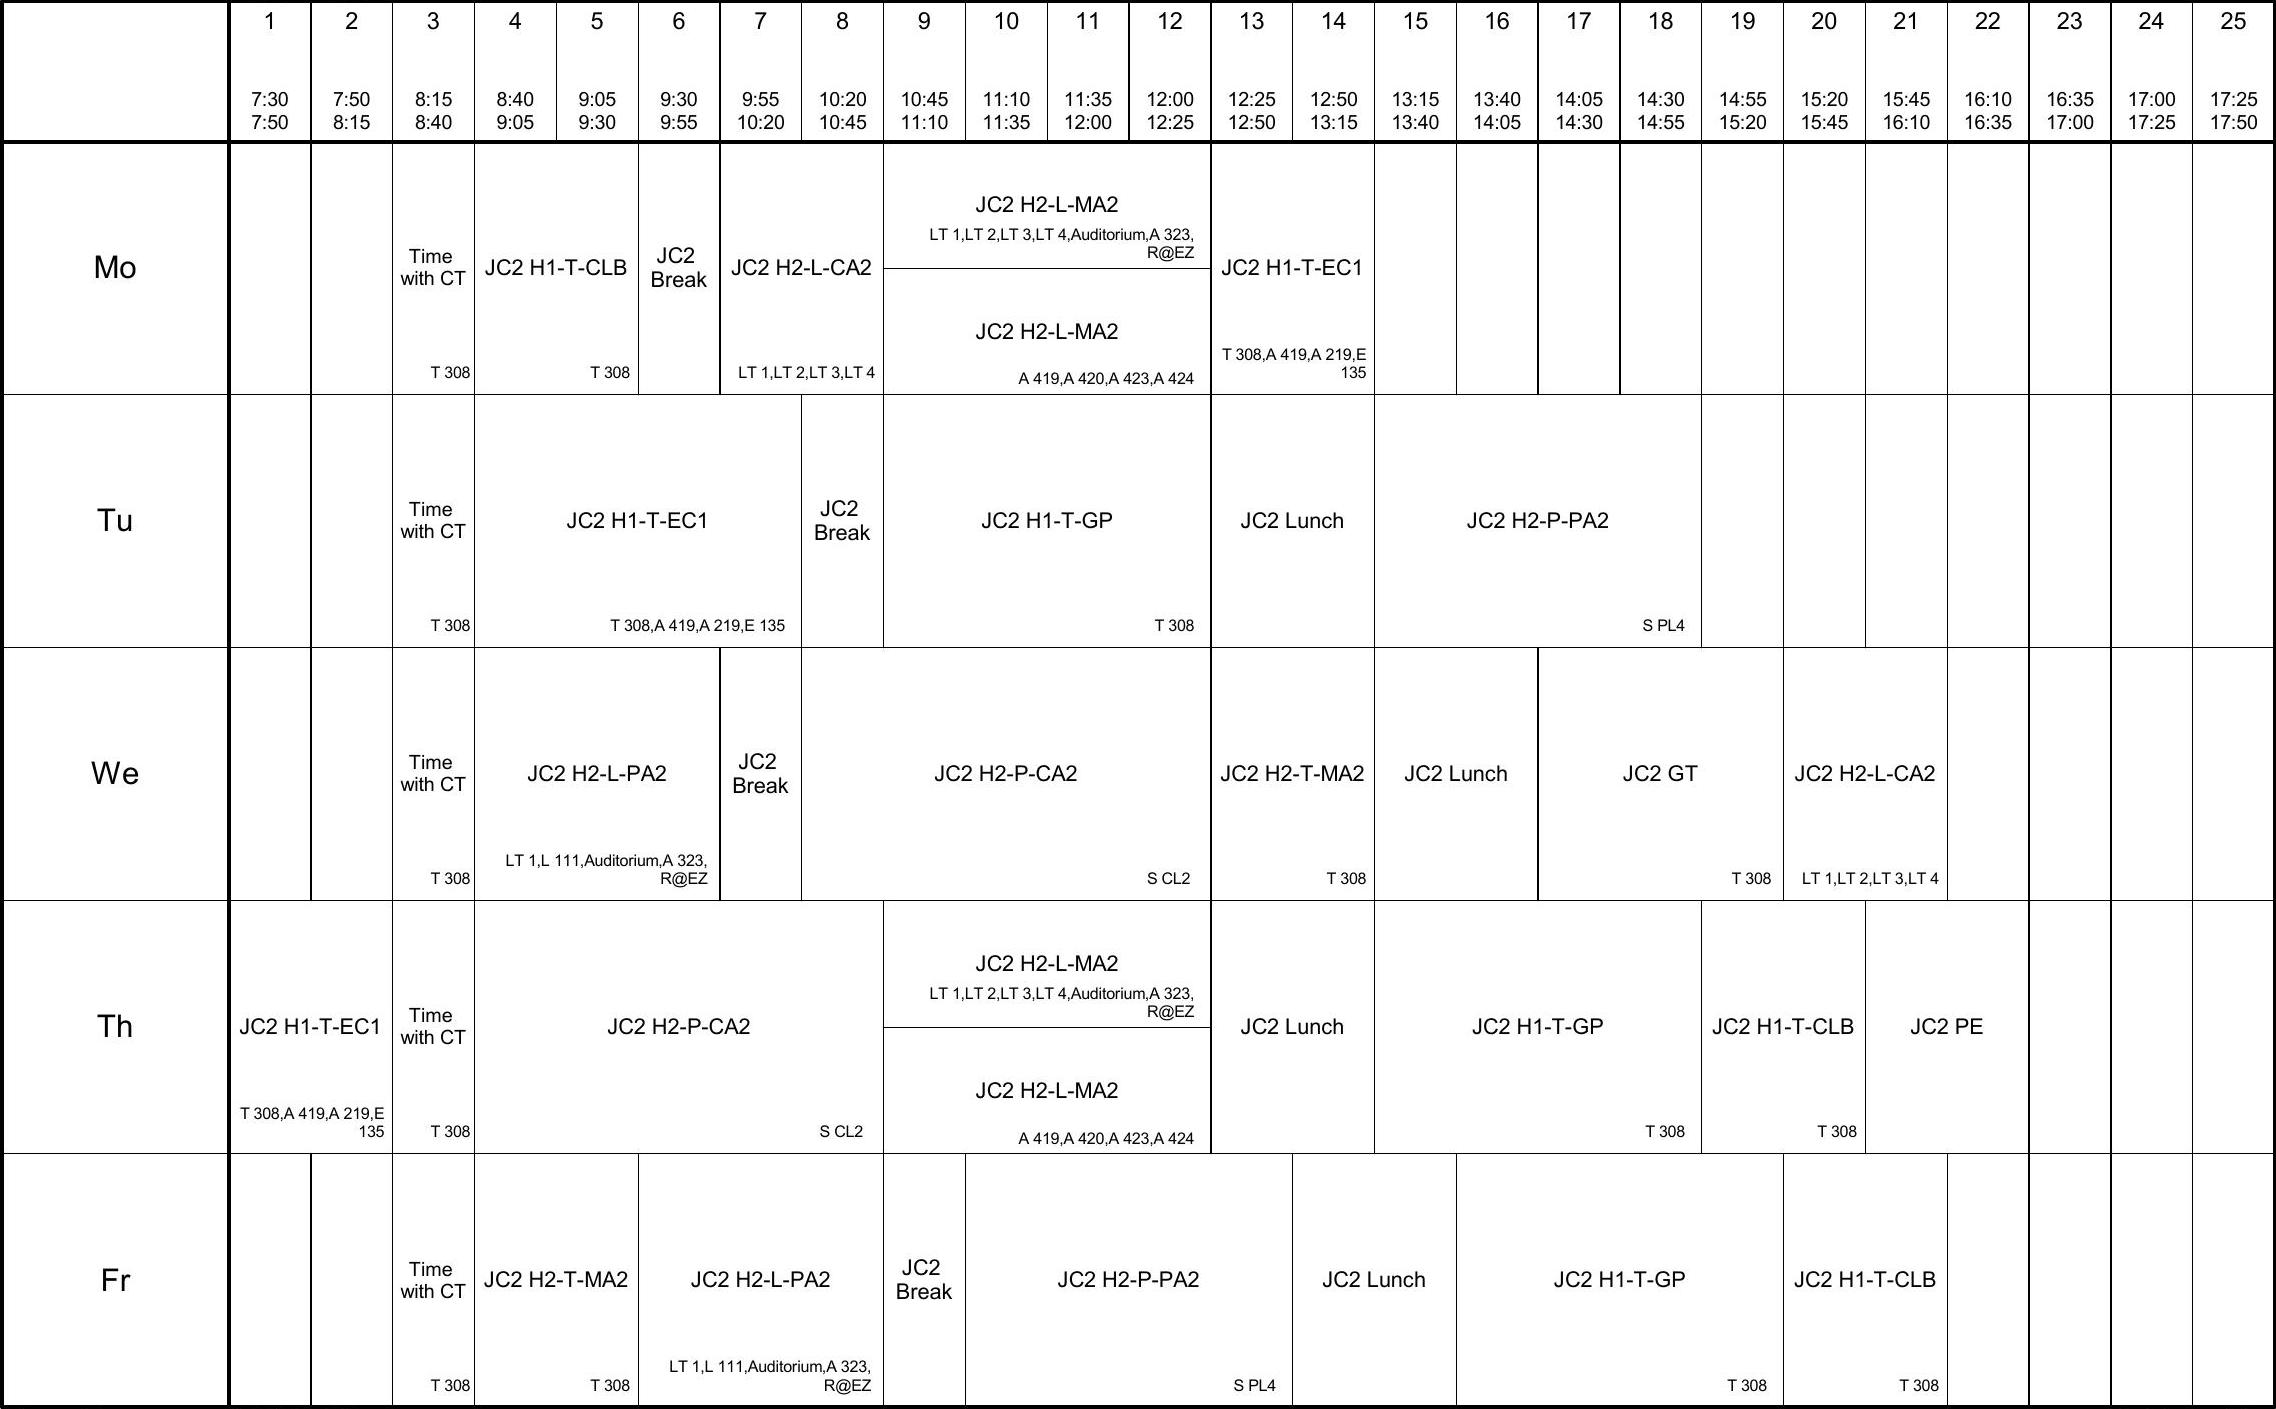 1 2 3 4 5 6 7 8 9 10 11 12 13 14 15 16 17 18 19 20 21 22 23 24 25
7:30 7:50 8:15 8:40 9:05 9:30 9:55 10:20 10:45 11:10 11:35 12:00 12:25 12:50 13:15 13:40 14:05 14:30 14:55 15:20 15:45 16:10 16:35 17:00 17:25
7:50 8:15 8:40 9:05 9:30 9:55 10:20 10:45 11:10 11:35 12:00 12:25 12:50 13:15 13:40 14:05 14:30 14:55 15:20 15:45 16:10 16:35 17:00 17:25 17:50
Mo
Time
with CT
T 308
JC2 H1-T-CLB
T 308
JC2
Break
JC2 H2-L-CA2
LT 1,LT 2,LT 3,LT 4
JC2 H2-L-MA2
LT 1,LT 2,LT 3,LT 4,Auditorium,A 323,
R@EZ
JC2 H2-L-MA2
A 419,A 420,A 423,A 424
JC2 H1-T-EC1
T 308,A 419,A 219,E
135
Tu
Time
with CT
T 308
JC2 H1-T-EC1
T 308,A 419,A 219,E 135
JC2
Break
JC2 H1-T-GP
T 308
JC2 Lunch
JC2 H2-P-PA2
S PL4
We
Time
with CT
T 308
JC2 H2-L-PA2
LT 1,L 111,Auditorium,A 323,
R@EZ
JC2
Break
JC2 H2-P-CA2
S CL2
JC2 H2-T-MA2
T 308
JC2 Lunch
JC2 GT
T 308
JC2 H2-L-CA2
LT 1,LT 2,LT 3,LT 4
Th
JC2 H1-T-EC1
T 308,A 419,A 219,E
135
Time
with CT
T 308
JC2 H2-P-CA2
S CL2
JC2 H2-L-MA2
LT 1,LT 2,LT 3,LT 4,Auditorium,A 323,
R@EZ
JC2 H2-L-MA2
A 419,A 420,A 423,A 424
JC2 Lunch
JC2 H1-T-GP
T 308
JC2 H1-T-CLB
T 308
JC2 PE
Fr
Time
with CT
T 308
JC2 H2-T-MA2
T 308
JC2 H2-L-PA2
LT 1,L 111,Auditorium,A 323,
R@EZ
JC2
Break
JC2 H2-P-PA2
S PL4
JC2 Lunch
JC2 H1-T-GP
T 308
JC2 H1-T-CLB
T 308